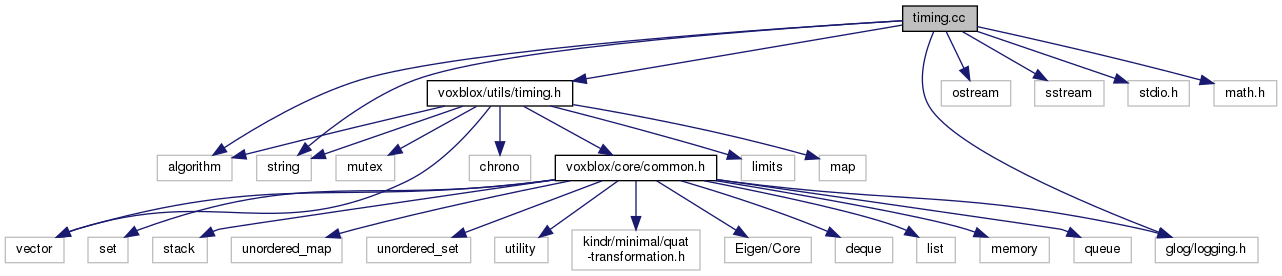 timing.cc
voxblox/utils/timing.h
ostream
sstream
stdio.h
math.h
algorithm
string
mutex
chrono
voxblox/core/common.h
limits
map
vector
set
stack
unordered_map
unordered_set
utility
kindr/minimal/quat
-transformation.h
Eigen/Core
deque
list
memory
queue
glog/logging.h